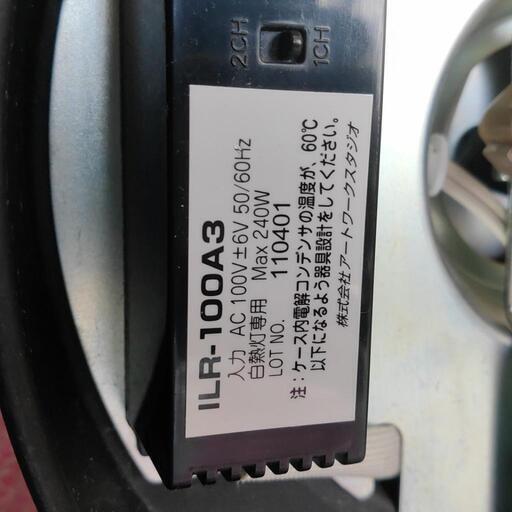 2CH 1CH
ILR-100A3
入力 AC 100V±6V 50/60Hz
白熱灯専用 Max 240W
LOT NO. 110401
注：ケース内電解コンデンサの温度が、60℃
以下になるよう器具設計をしてください。
株式会社アートワークスタジオ